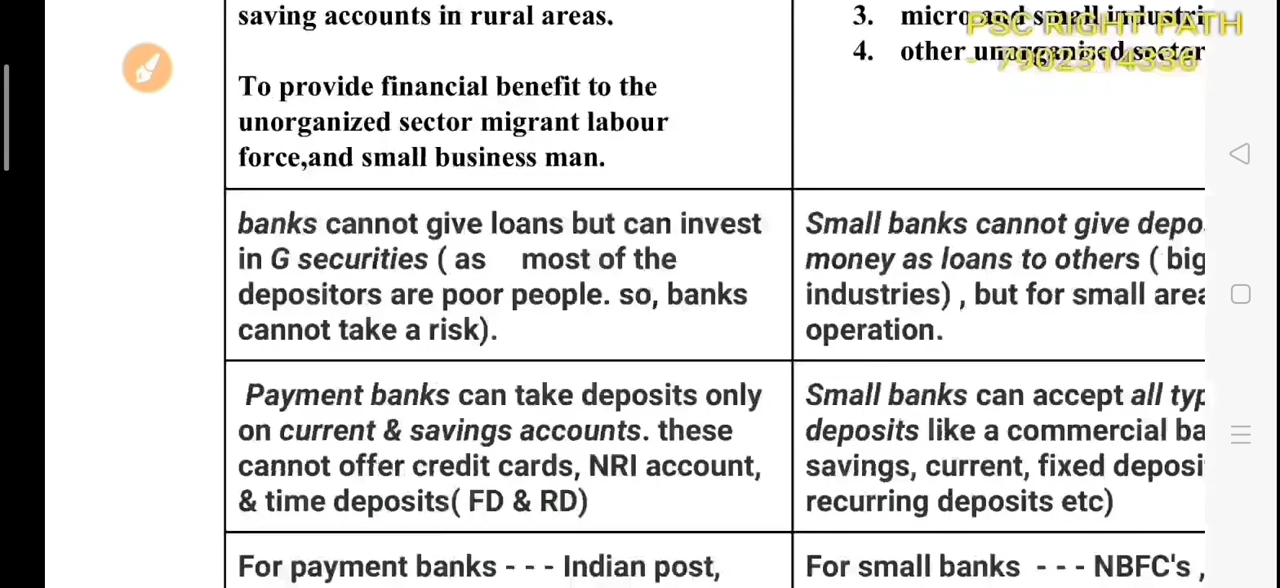 saving accounts in rural areas.
To provide financial benefit to the
unorganized sector migrant labour
force,and small business man.
3. micro and small industri
4. other unorganised sector
PSC RIGHT PATH
- 7902314336
banks cannot give loans but can invest
in G securities ( as most of the
depositors are poor people. so, banks
cannot take a risk).
Small banks cannot give depo
money as loans to others ( big
industries) , but for small area
operation.
Payment banks can take deposits only
on current & savings accounts. these
cannot offer credit cards, NRI account,
& time deposits( FD & RD)
Small banks can accept all typ
deposits like a commercial ba
savings, current, fixed deposi
recurring deposits etc)
For payment banks - - - Indian post,
For small banks - - - NBFC's ,